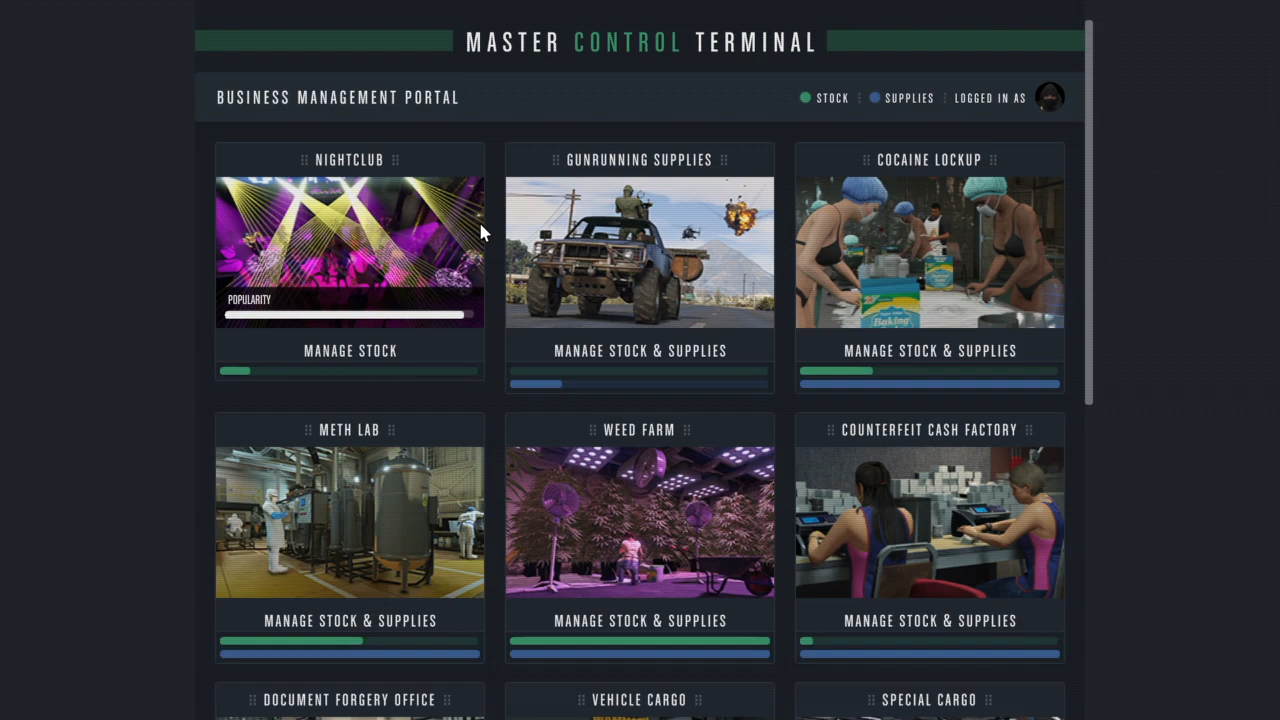 MASTER CONTROL TERMINAL
BUSINESS MANAGEMENT PORTAL
STOCK
SUPPLIES
LOGGED IN AS
NIGHTCLUB
GUNRUNNING SUPPLIES
COCAINE LOCKUP
POPULARITY
Baking
MANAGE STOCK
MANAGE STOCK & SUPPLIES
MANAGE STOCK & SUPPLIES
METH LAB
WEED FARM
COUNTERFEIT CASH FACTORY
MANAGE STOCK & SUPPLIES
MANAGE STOCK & SUPPLIES
MANAGE STOCK & SUPPLIES
DOCUMENT FORGERY OFFICE
VEHICLE CARGO
SPECIAL CARGO